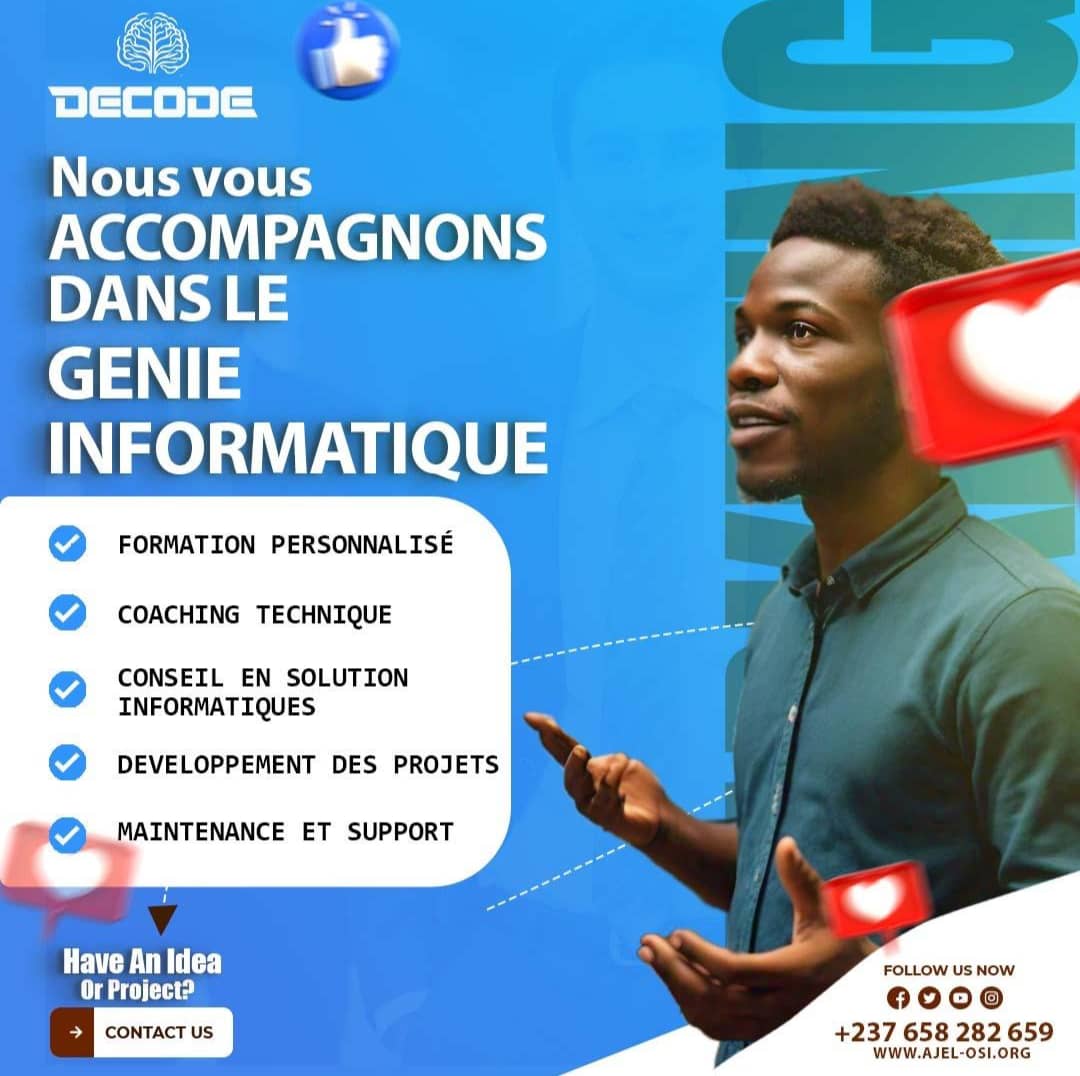 DECODE
Nous vous
ACCOMPAGNONS
DANS LE
GENIE
INFORMATIQUE
FORMATION PERSONNALISÉ
COACHING TECHNIQUE
CONSEIL EN SOLUTION
INFORMATIQUES
DEVELOPPEMENT DES PROJETS
MAINTENANCE ET SUPPORT
Have An Idea
Or Project?
CONTACT US
FOLLOW US NOW
+237 658 282 659
WWW.AJEL-OSI.ORG